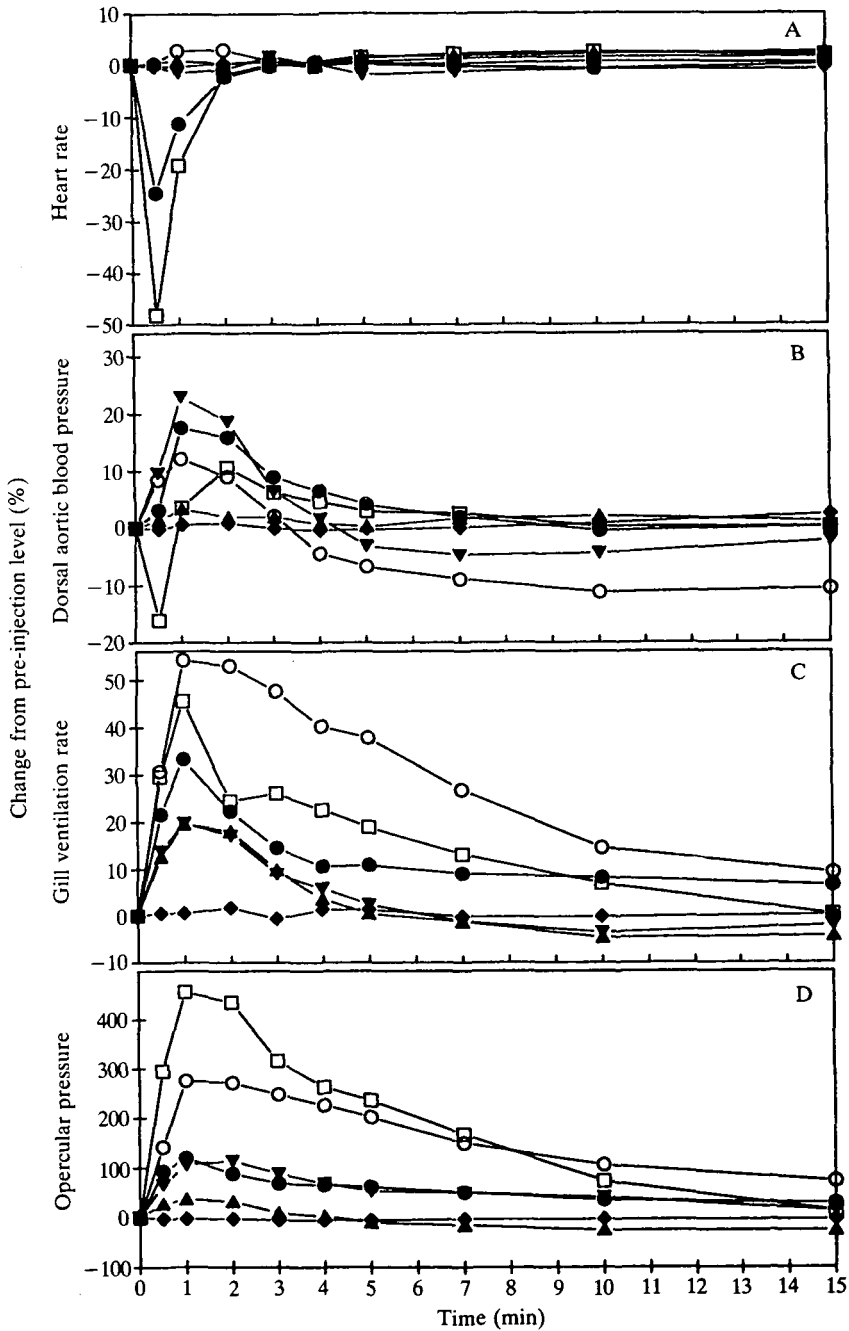 Change from pre-injection level (%)
A
Heart rate
10
0
−10
−20
−30
−40
−50
B
Dorsal aortic blood pressure
30
20
10
0
−10
−20
C
Gill ventilation rate
50
40
30
20
10
0
−10
D
Opercular pressure
400
300
200
100
0
−100
0 1 2 3 4 5 6 7 8 9 10 11 12 13 14 15
Time (min)